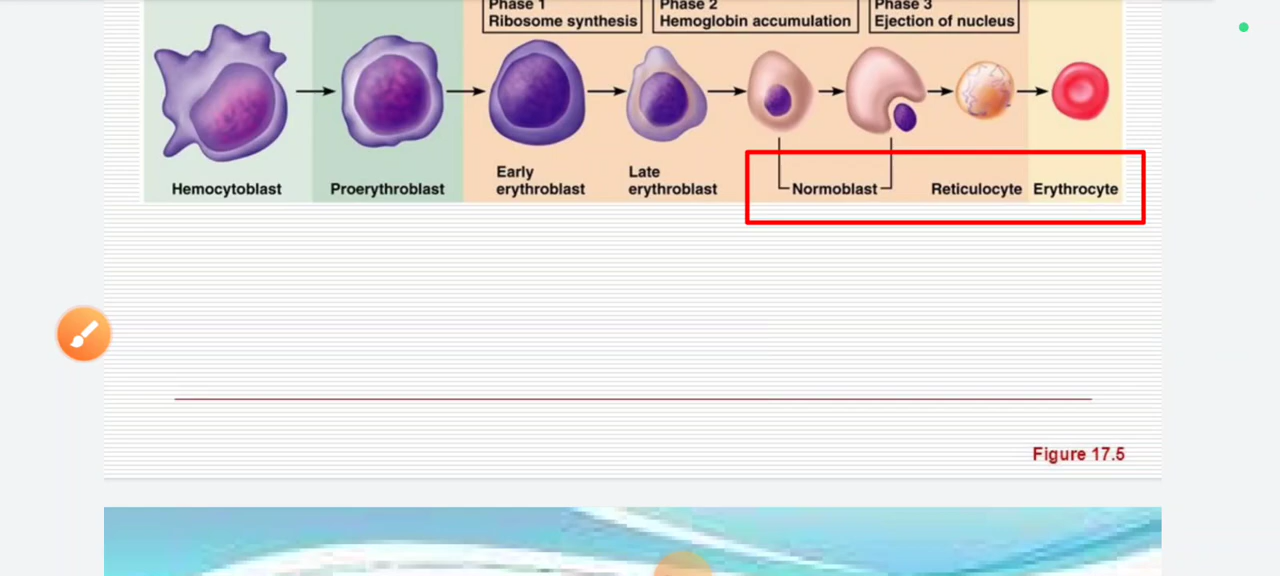 Phase 1
Ribosome synthesis
Phase 2
Hemoglobin accumulation
Phase 3
Ejection of nucleus
Hemocytoblast
Proerythroblast
Early
erythroblast
Late
erythroblast
Normoblast
Reticulocyte
Erythrocyte
Figure 17.5